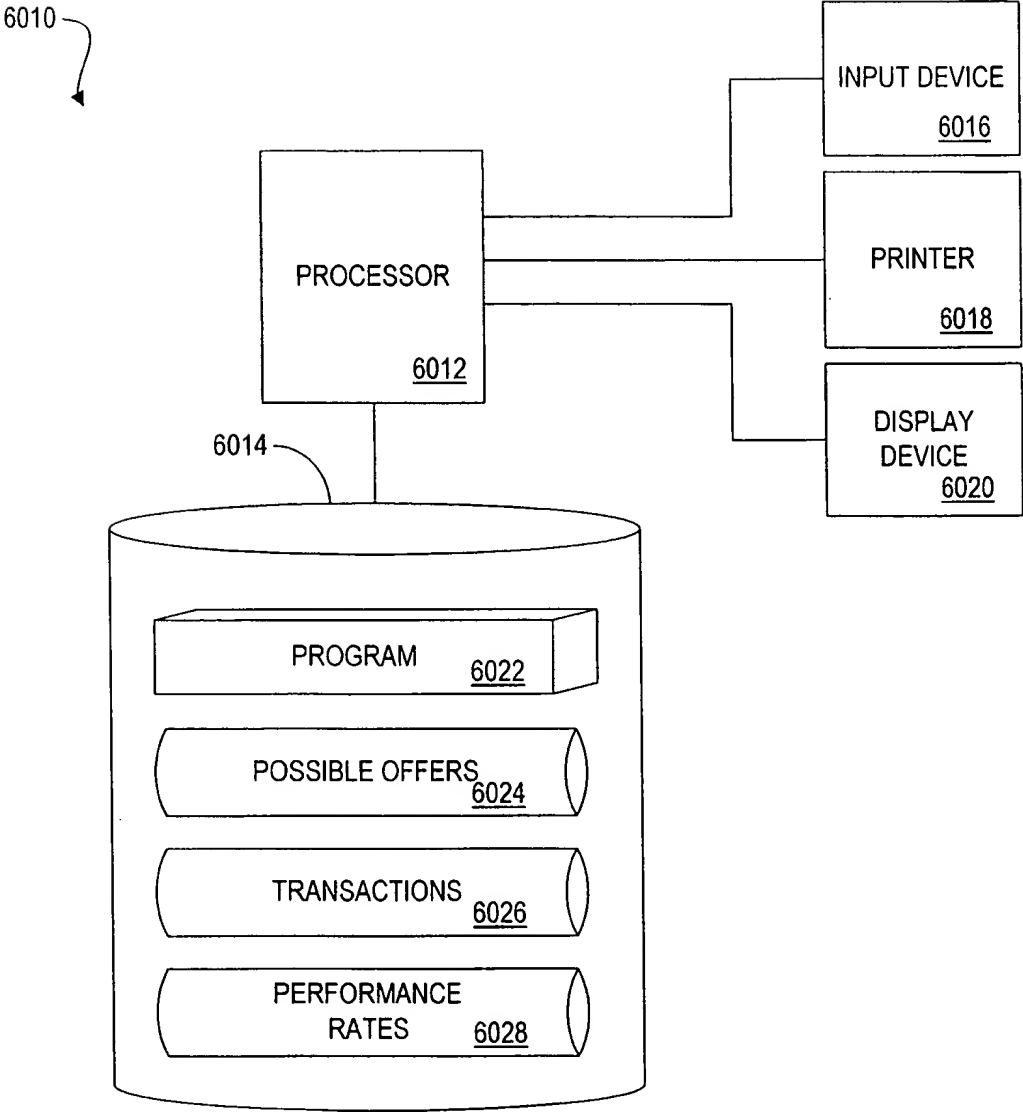 6010
INPUT DEVICE
6016
PROCESSOR
6012
PRINTER
6018
DISPLAY
DEVICE
6020
6014
PROGRAM
6022
POSSIBLE OFFERS
6024
TRANSACTIONS
6026
PERFORMANCE
RATES
6028